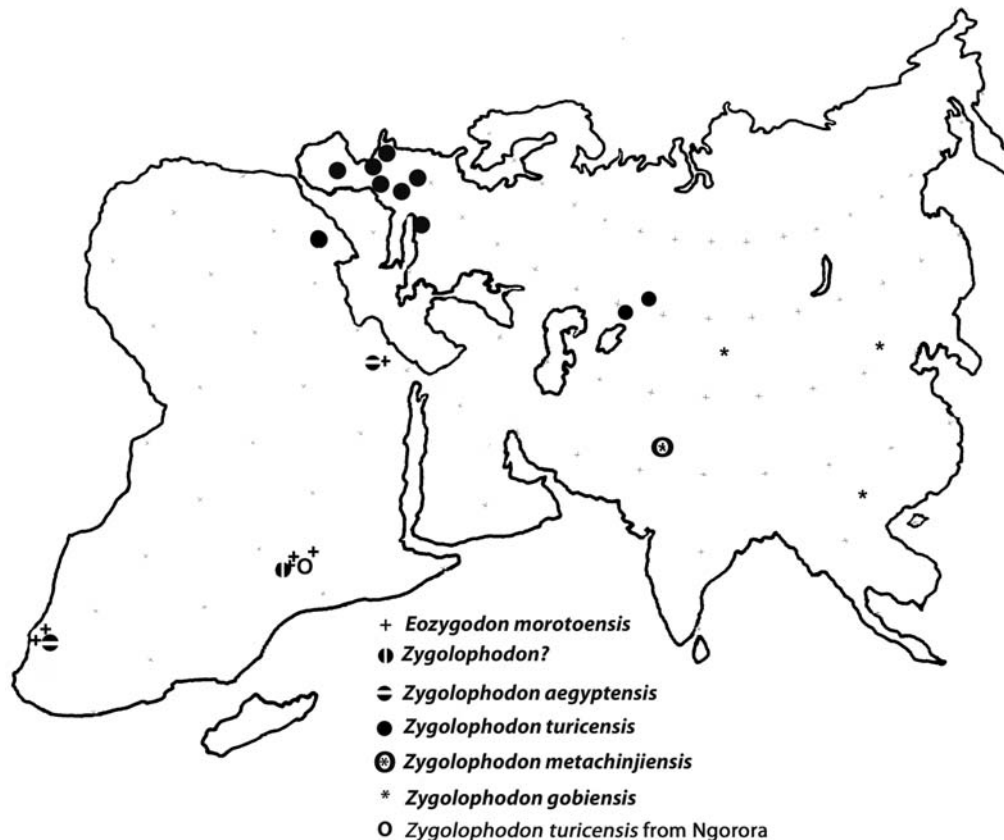 Eozygodon morotoensis
Zygolophodon?
Zygolophodon aegyptensis
Zygolophodon turicensis
Zygolophodon metachinjiensis
Zygolophodon gobiensis
Zygolophodon turicensis from Ngorora